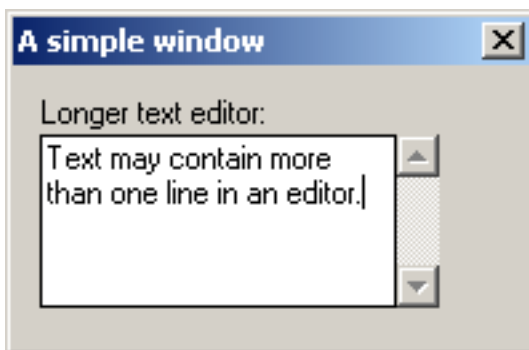 A simple window
Longer text editor:
Text may contain more
than one line in an editor.